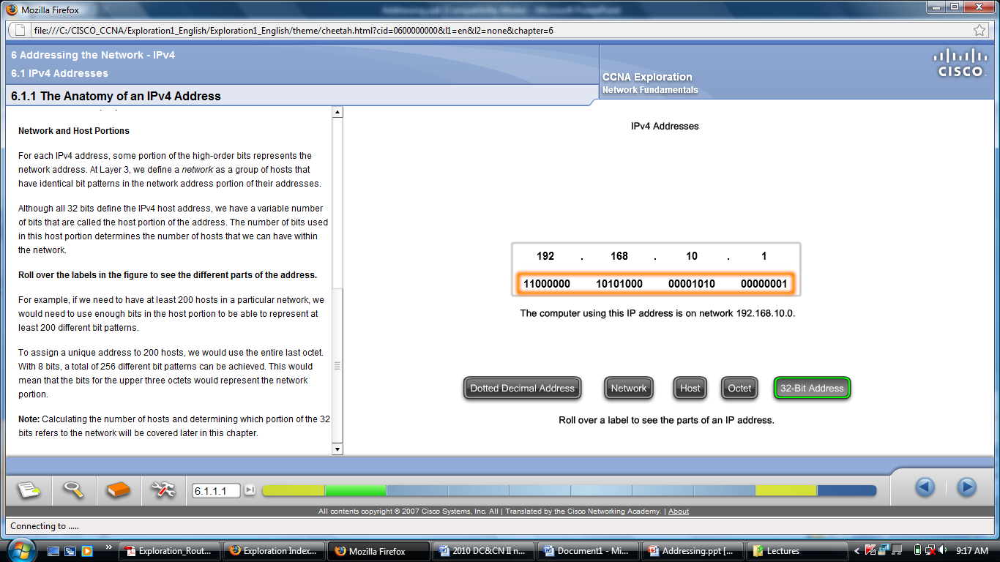 Mozilla Firefox
file:///C:/CISCO_CCNA/Exploration1_English/Exploration1_English/theme/cheetah.html?cid=0600000000&l1=en&l2=none&chapter=6
6 Addressing the Network - IPv4
6.1 IPv4 Addresses
6.1.1 The Anatomy of an IPv4 Address
CCNA Exploration
Network Fundamentals
CISCO
Network and Host Portions
For each IPv4 address, some portion of the high-order bits represents the
network address. At Layer 3, we define a network as a group of hosts that
have identical bit patterns in the network address portion of their addresses.
Although all 32 bits define the IPv4 host address, we have a variable number
of bits that are called the host portion of the address. The number of bits used
in this host portion determines the number of hosts that we can have within
the network.
Roll over the labels in the figure to see the different parts of the address.
For example, if we need to have at least 200 hosts in a particular network, we
would need to use enough bits in the host portion to be able to represent at
least 200 different bit patterns.
To assign a unique address to 200 hosts, we would use the entire last octet.
With 8 bits, a total of 256 different bit patterns can be achieved. This would
mean that the bits for the upper three octets would represent the network
portion.
Note: Calculating the number of hosts and determining which portion of the 32
bits refers to the network will be covered later in this chapter.
IPv4 Addresses
192 . 168 . 10 . 1
11000000 10101000 00001010 00000001
The computer using this IP address is on network 192.168.10.0.
Dotted Decimal Address Network Host Octet 32-Bit Address
Roll over a label to see the parts of an IP address.
6.1.1.1
All contents copyright © 2007 Cisco Systems, Inc. All | Translated by the Cisco Networking Academy. | About
Connecting to .....
» Exploration_Rout... Exploration Index... Mozilla Firefox 2010 DC&CN II n... Document1 - Mi... Addressing.ppt [... Lectures < 9:17 AM